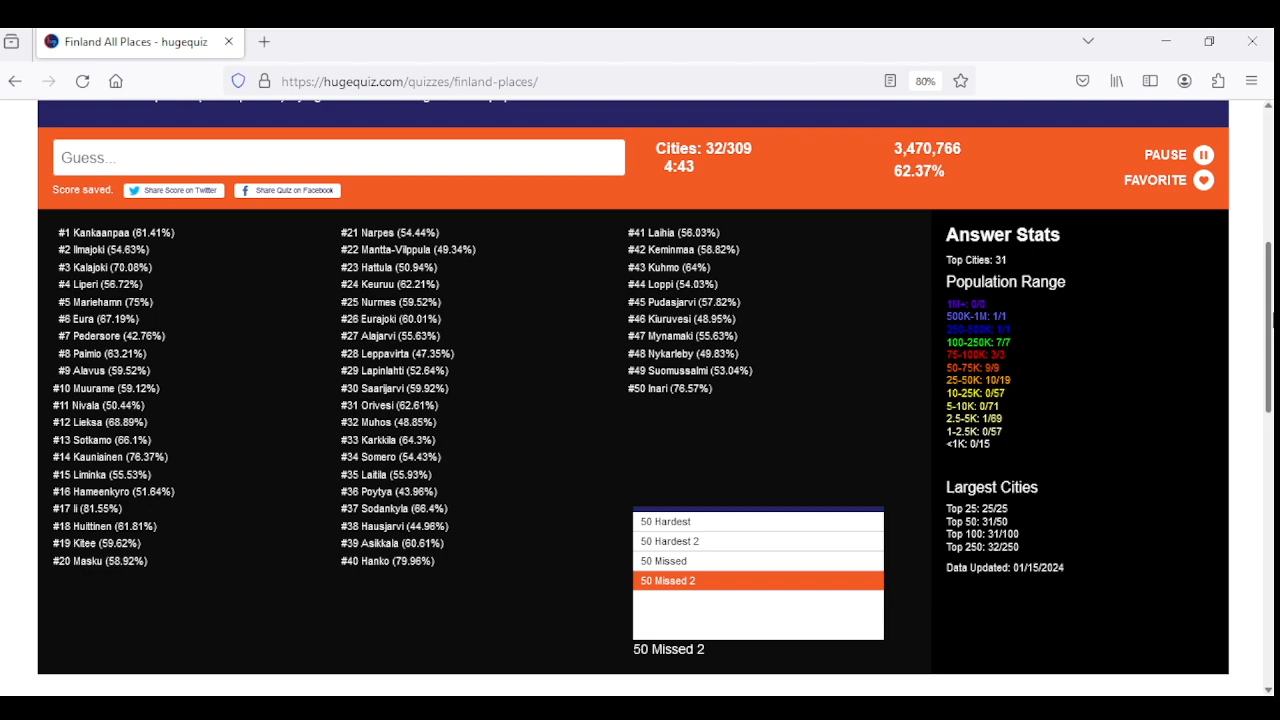 Finland All Places - hugequiz
https://hugequiz.com/quizzes/finland-places/
80%
Guess...
Cities: 32/309
4:43
3,470,766
62.37%
PAUSE
FAVORITE
Score saved.
Share Score on Twitter
Share Quiz on Facebook
#1 Kankaanpaa (61.41%)
#2 Ilmajoki (54.63%)
#3 Kalajoki (70.08%)
#4 Liperi (56.72%)
#5 Mariehamn (75%)
#6 Eura (67.19%)
#7 Pedersore (42.76%)
#8 Paimio (63.21%)
#9 Alavus (59.52%)
#10 Muurame (59.12%)
#11 Nivala (50.44%)
#12 Lieksa (68.89%)
#13 Sotkamo (66.1%)
#14 Kauniainen (76.37%)
#15 Liminka (55.53%)
#16 Hameenkyro (51.64%)
#17 Ii (81.55%)
#18 Huittinen (61.81%)
#19 Kitee (59.62%)
#20 Masku (58.92%)
#21 Narpes (54.44%)
#22 Mantta-Vilppula (49.34%)
#23 Hattula (50.94%)
#24 Keuruu (62.21%)
#25 Nurmes (59.52%)
#26 Eurajoki (60.01%)
#27 Alajarvi (55.63%)
#28 Leppavirta (47.35%)
#29 Lapinlahti (52.64%)
#30 Saarijarvi (59.92%)
#31 Orivesi (62.61%)
#32 Muhos (48.85%)
#33 Karkkila (64.3%)
#34 Somero (54.43%)
#35 Laitila (55.93%)
#36 Poytya (43.96%)
#37 Sodankyla (66.4%)
#38 Hausjarvi (44.96%)
#39 Asikkala (60.61%)
#40 Hanko (79.96%)
#41 Laihia (56.03%)
#42 Keminmaa (58.82%)
#43 Kuhmo (64%)
#44 Loppi (54.03%)
#45 Pudasjarvi (57.82%)
#46 Kiuruvesi (48.95%)
#47 Mynamaki (55.63%)
#48 Nykarleby (49.83%)
#49 Suomussalmi (53.04%)
#50 Inari (76.57%)
50 Hardest
50 Hardest 2
50 Missed
50 Missed 2
50 Missed 2
Answer Stats
Top Cities: 31
Population Range
1M+: 0/0
500K-1M: 1/1
250-500K: 1/1
100-250K: 7/7
75-100K: 3/3
50-75K: 9/9
25-50K: 10/19
10-25K: 0/57
5-10K: 0/71
2.5-5K: 1/69
1-2.5K: 0/57
<1K: 0/15
Largest Cities
Top 25: 25/25
Top 50: 31/50
Top 100: 31/100
Top 250: 32/250
Data Updated: 01/15/2024